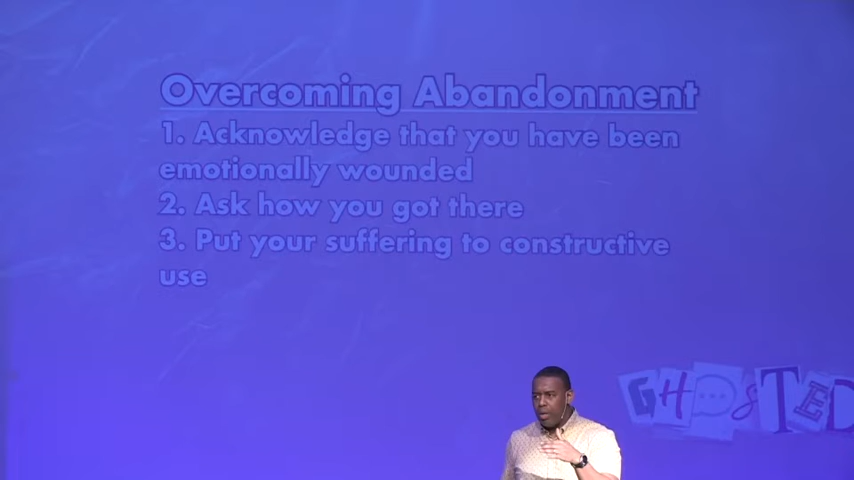 Overcoming Abandonment
1. Acknowledge that you have been
emotionally wounded
2. Ask how you got there
3. Put your suffering to constructive
use
GHOSTED